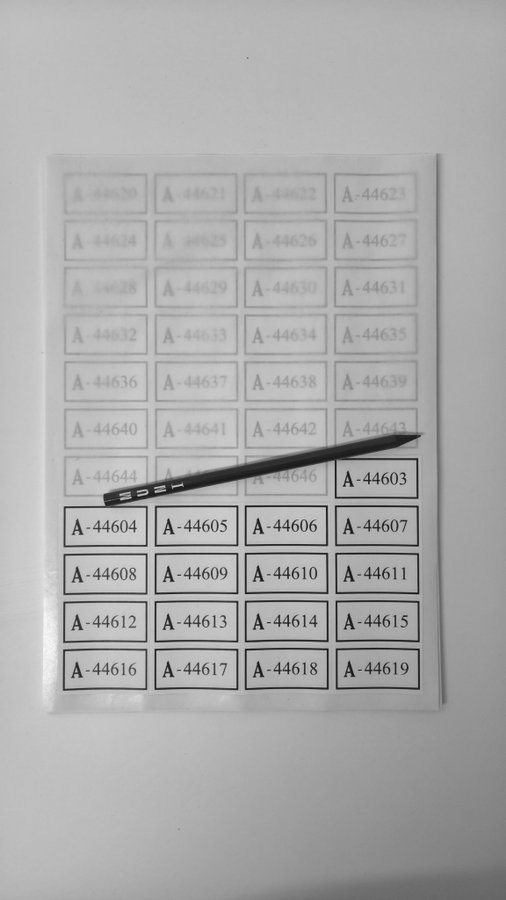 A-44620 A-44621 A-44622 A-44623
A-44624 A-44625 A-44626 A-44627
A-44628 A-44629 A-44630 A-44631
A-44632 A-44633 A-44634 A-44635
A-44636 A-44637 A-44638 A-44639
A-44640 A-44641 A-44642 A-44643
A-44644 A-44646 A-44603
MUNI
A-44604 A-44605 A-44606 A-44607
A-44608 A-44609 A-44610 A-44611
A-44612 A-44613 A-44614 A-44615
A-44616 A-44617 A-44618 A-44619